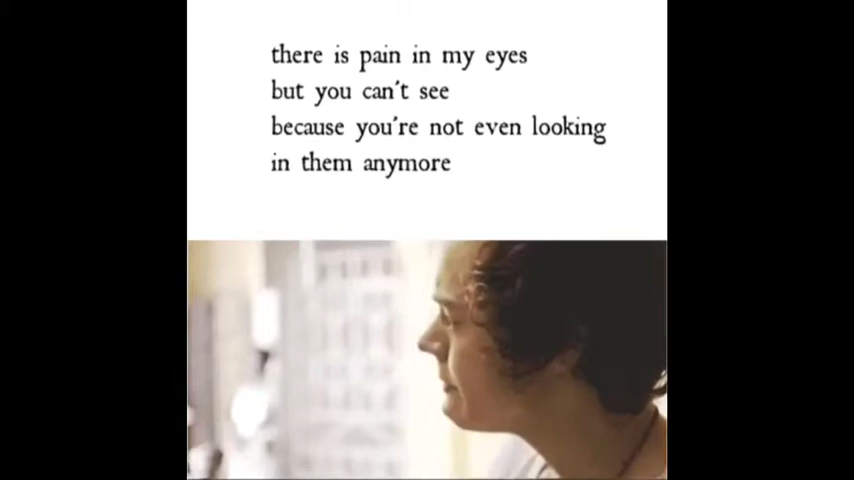 there is pain in my eyes
but you can't see
because you're not even looking
in them anymore